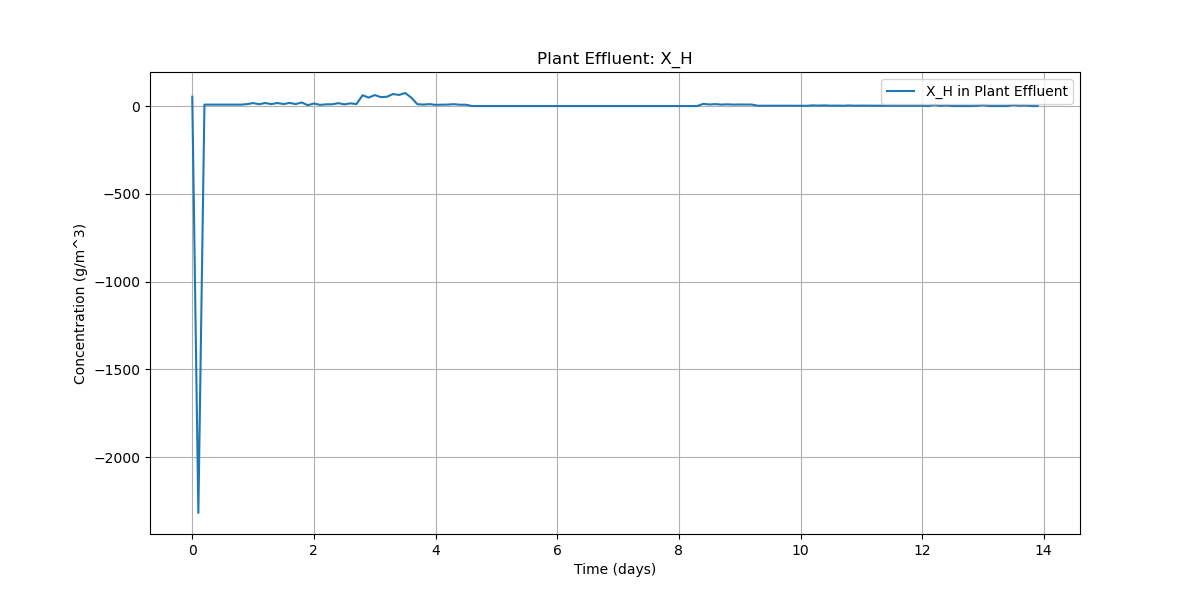 Plant Effluent: X_H
X_H in Plant Effluent
Concentration (g/m^3)
0
−500
−1000
−1500
−2000
0 2 4 6 8 10 12 14
Time (days)